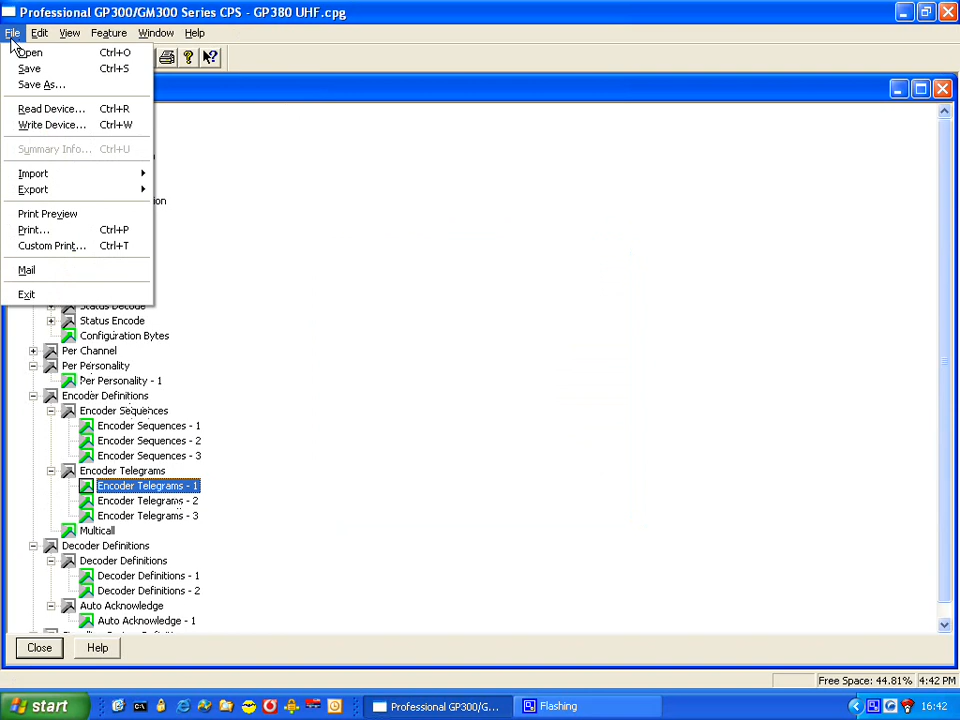 Professional GP300/GM300 Series CPS - GP380 UHF.cpg
File Edit View Feature Window Help
Open Ctrl+O
Save Ctrl+S
Save As...
Read Device... Ctrl+R
Write Device... Ctrl+W
Summary Info... Ctrl+U
Import
Export
Print Preview
Print... Ctrl+P
Custom Print... Ctrl+T
Mail
Exit
Status Decode
Status Encode
Configuration Bytes
Per Channel
Per Personality
Per Personality - 1
Encoder Definitions
Encoder Sequences
Encoder Sequences - 1
Encoder Sequences - 2
Encoder Sequences - 3
Encoder Telegrams
Encoder Telegrams - 1
Encoder Telegrams - 2
Encoder Telegrams - 3
Multicall
Decoder Definitions
Decoder Definitions
Decoder Definitions - 1
Decoder Definitions - 2
Auto Acknowledge
Auto Acknowledge - 1
Close Help
Free Space: 44.81% 4:42 PM
start Professional GP300/G... Flashing 16:42